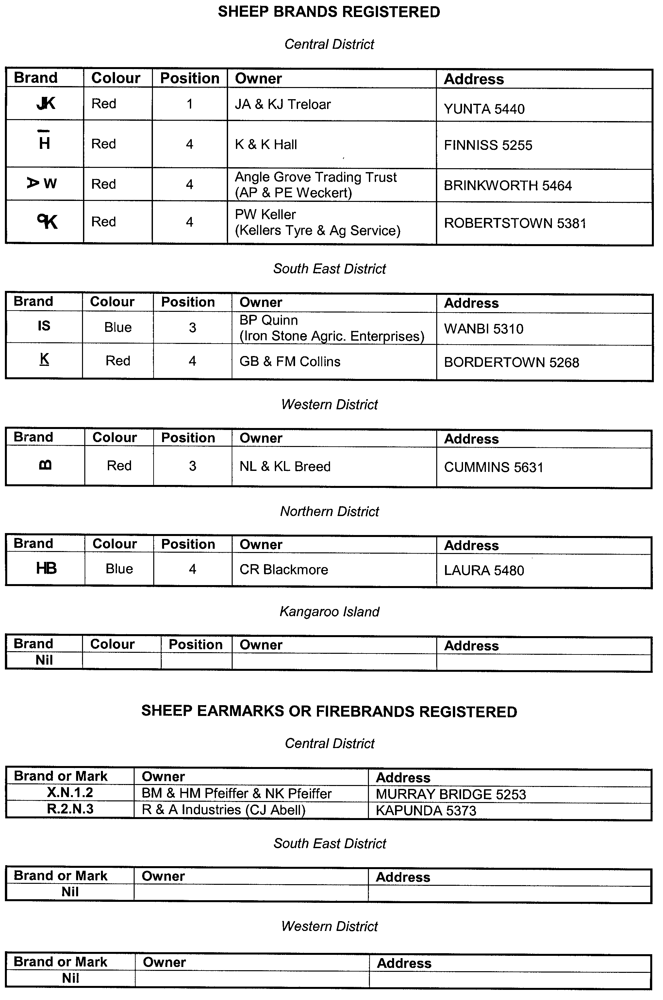 SHEEP BRANDS REGISTERED
Central District
Brand Colour Position Owner Address
JK Red 1 JA & KJ Treloar YUNTA 5440
H Red 4 K & K Hall FINNISS 5255
A W Red 4 Angle Grove Trading Trust
(AP & PE Weckert) BRINKWORTH 5464
PK Red 4 PW Keller
(Kellers Tyre & Ag Service) ROBERTSTOWN 5381
South East District
Brand Colour Position Owner Address
IS Blue 3 BP Quinn
(Iron Stone Agric. Enterprises) WANBI 5310
K Red 4 GB & FM Collins BORDERTOWN 5268
Western District
Brand Colour Position Owner Address
B Red 3 NL & KL Breed CUMMINS 5631
Northern District
Brand Colour Position Owner Address
HB Blue 4 CR Blackmore LAURA 5480
Kangaroo Island
Brand Colour Position Owner Address
Nil
SHEEP EARMARKS OR FIREBRANDS REGISTERED
Central District
Brand or Mark Owner Address
X.N.1.2 BM & HM Pfeiffer & NK Pfeiffer MURRAY BRIDGE 5253
R.2.N.3 R & A Industries (CJ Abell) KAPUNDA 5373
South East District
Brand or Mark Owner Address
Nil
Western District
Brand or Mark Owner Address
Nil